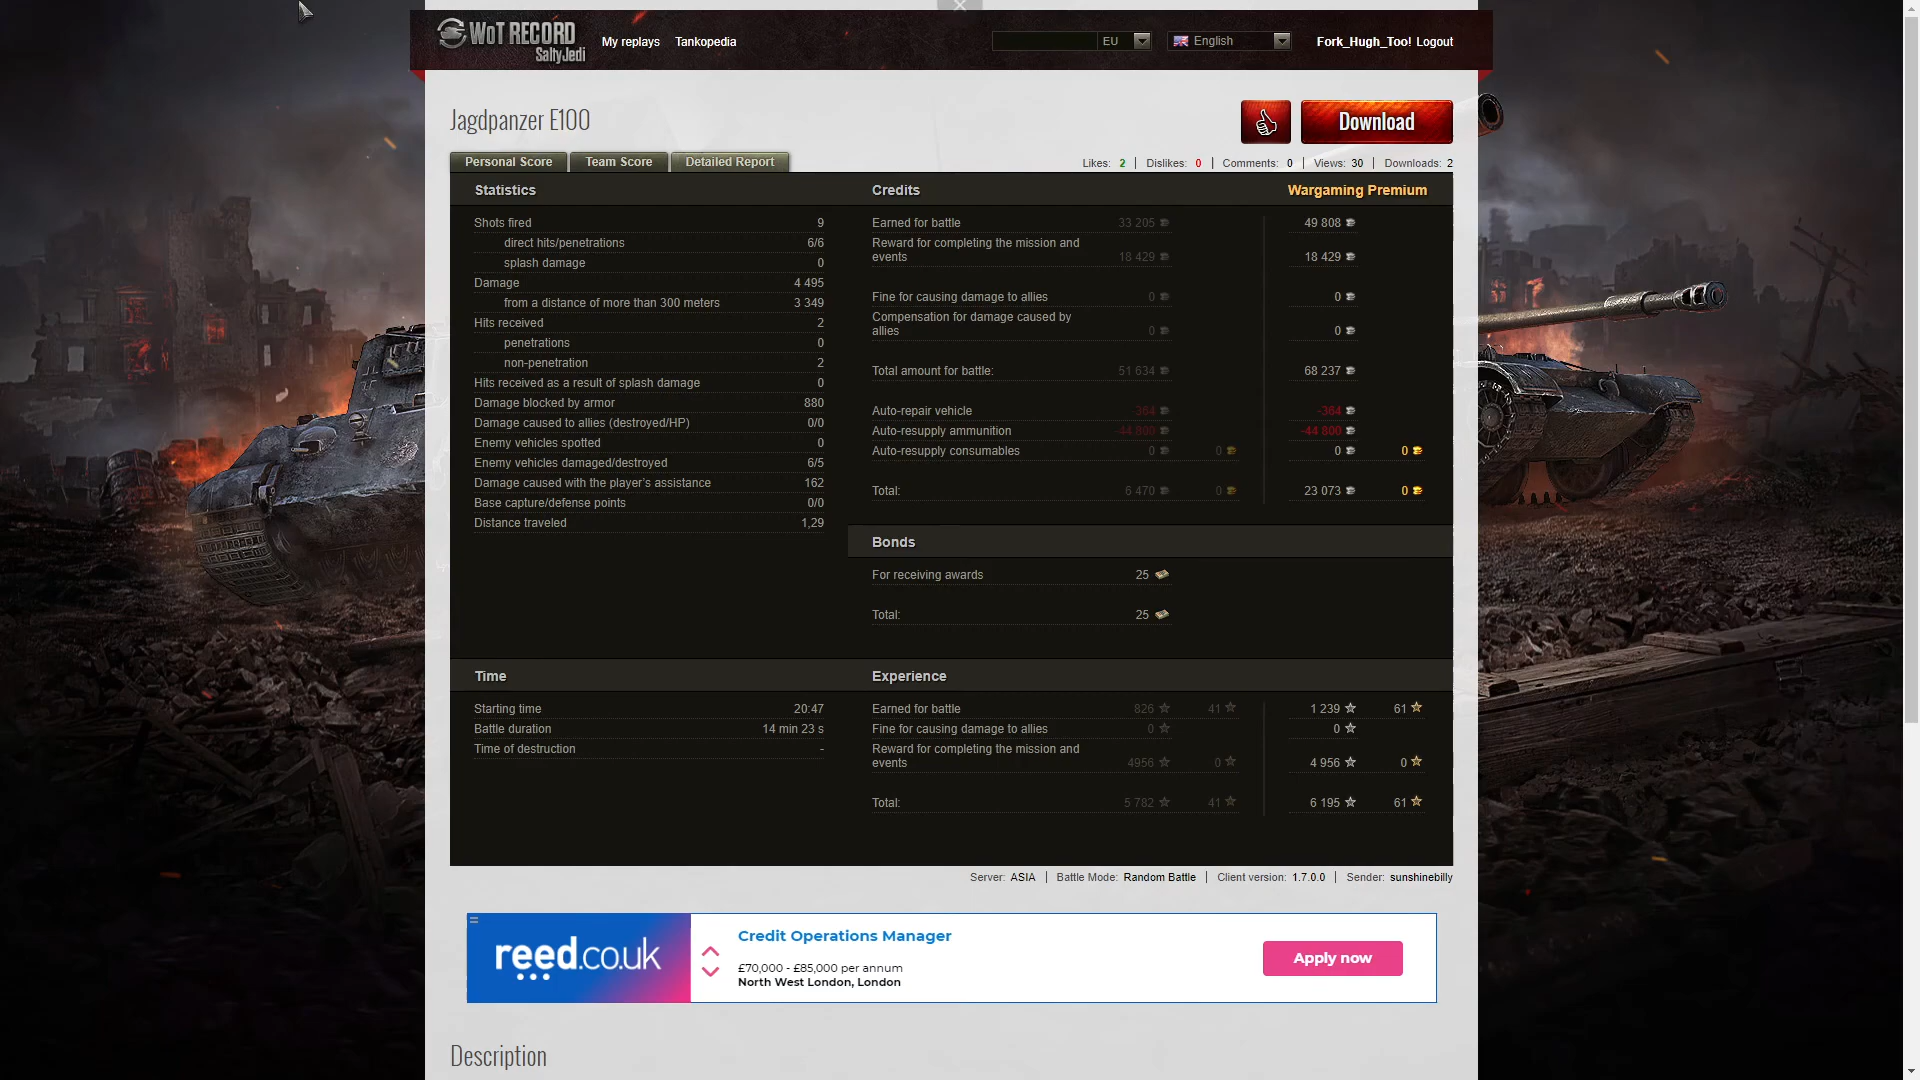 WoT RECORD
SaltyJedi
My replays
Tankopedia
EU
English
Fork_Hugh_Too! Logout
Jagdpanzer E100
Download
Personal Score
Team Score
Detailed Report
Likes: 2 | Dislikes: 0 | Comments: 0 | Views: 30 | Downloads: 2
Statistics
Shots fired 9
direct hits/penetrations 6/6
splash damage 0
Damage 4 495
from a distance of more than 300 meters 3 349
Hits received 2
penetrations 0
non-penetration 2
Hits received as a result of splash damage 0
Damage blocked by armor 880
Damage caused to allies (destroyed/HP) 0/0
Enemy vehicles spotted 0
Enemy vehicles damaged/destroyed 6/5
Damage caused with the player's assistance 162
Base capture/defense points 0/0
Distance traveled 1,29
Credits Wargaming Premium
Earned for battle 33 205 49 808
Reward for completing the mission and
events 18 429 18 429
Fine for causing damage to allies 0 0
Compensation for damage caused by
allies 0 0
Total amount for battle: 51 634 68 237
Auto-repair vehicle -364 -364
Auto-resupply ammunition -44 800 -44 800
Auto-resupply consumables 0 0 0 0
Total: 6 470 0 23 073 0
Bonds
For receiving awards 25
Total: 25
Time
Starting time 20:47
Battle duration 14 min 23 s
Time of destruction -
Experience
Earned for battle 826 41 1 239 61
Fine for causing damage to allies 0 0
Reward for completing the mission and
events 4956 0 4 956 0
Total: 5 782 41 6 195 61
Server: ASIA | Battle Mode: Random Battle | Client version: 1.7.0.0 | Sender: sunshinebilly
reed.co.uk
Credit Operations Manager
£70,000 - £85,000 per annum
North West London, London
Apply now
Description